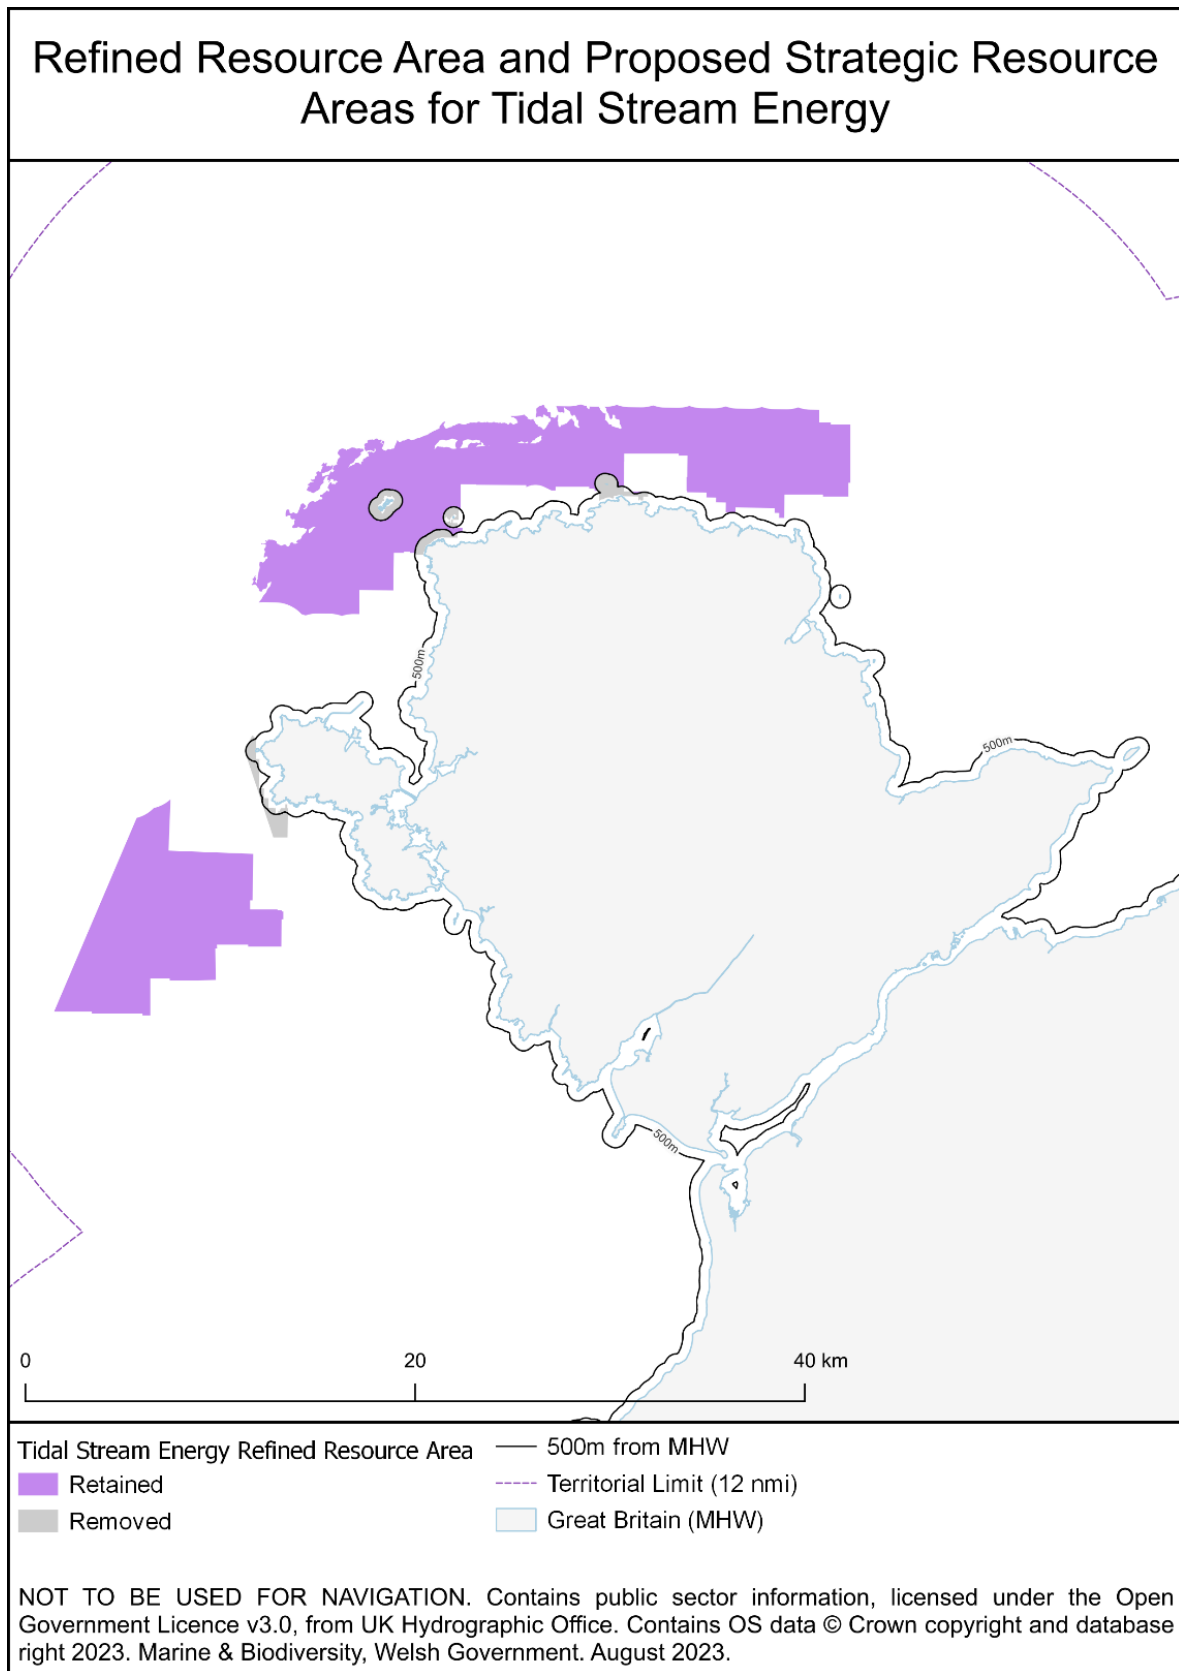 Refined Resource Area and Proposed Strategic Resource
Areas for Tidal Stream Energy
500m
500m
500m
0
20
40 km
Tidal Stream Energy Refined Resource Area
Retained
Removed
500m from MHW
Territorial Limit (12 nmi)
Great Britain (MHW)
NOT TO BE USED FOR NAVIGATION. Contains public sector information, licensed under the Open
Government Licence v3.0, from UK Hydrographic Office. Contains OS data © Crown copyright and database
right 2023. Marine & Biodiversity, Welsh Government. August 2023.